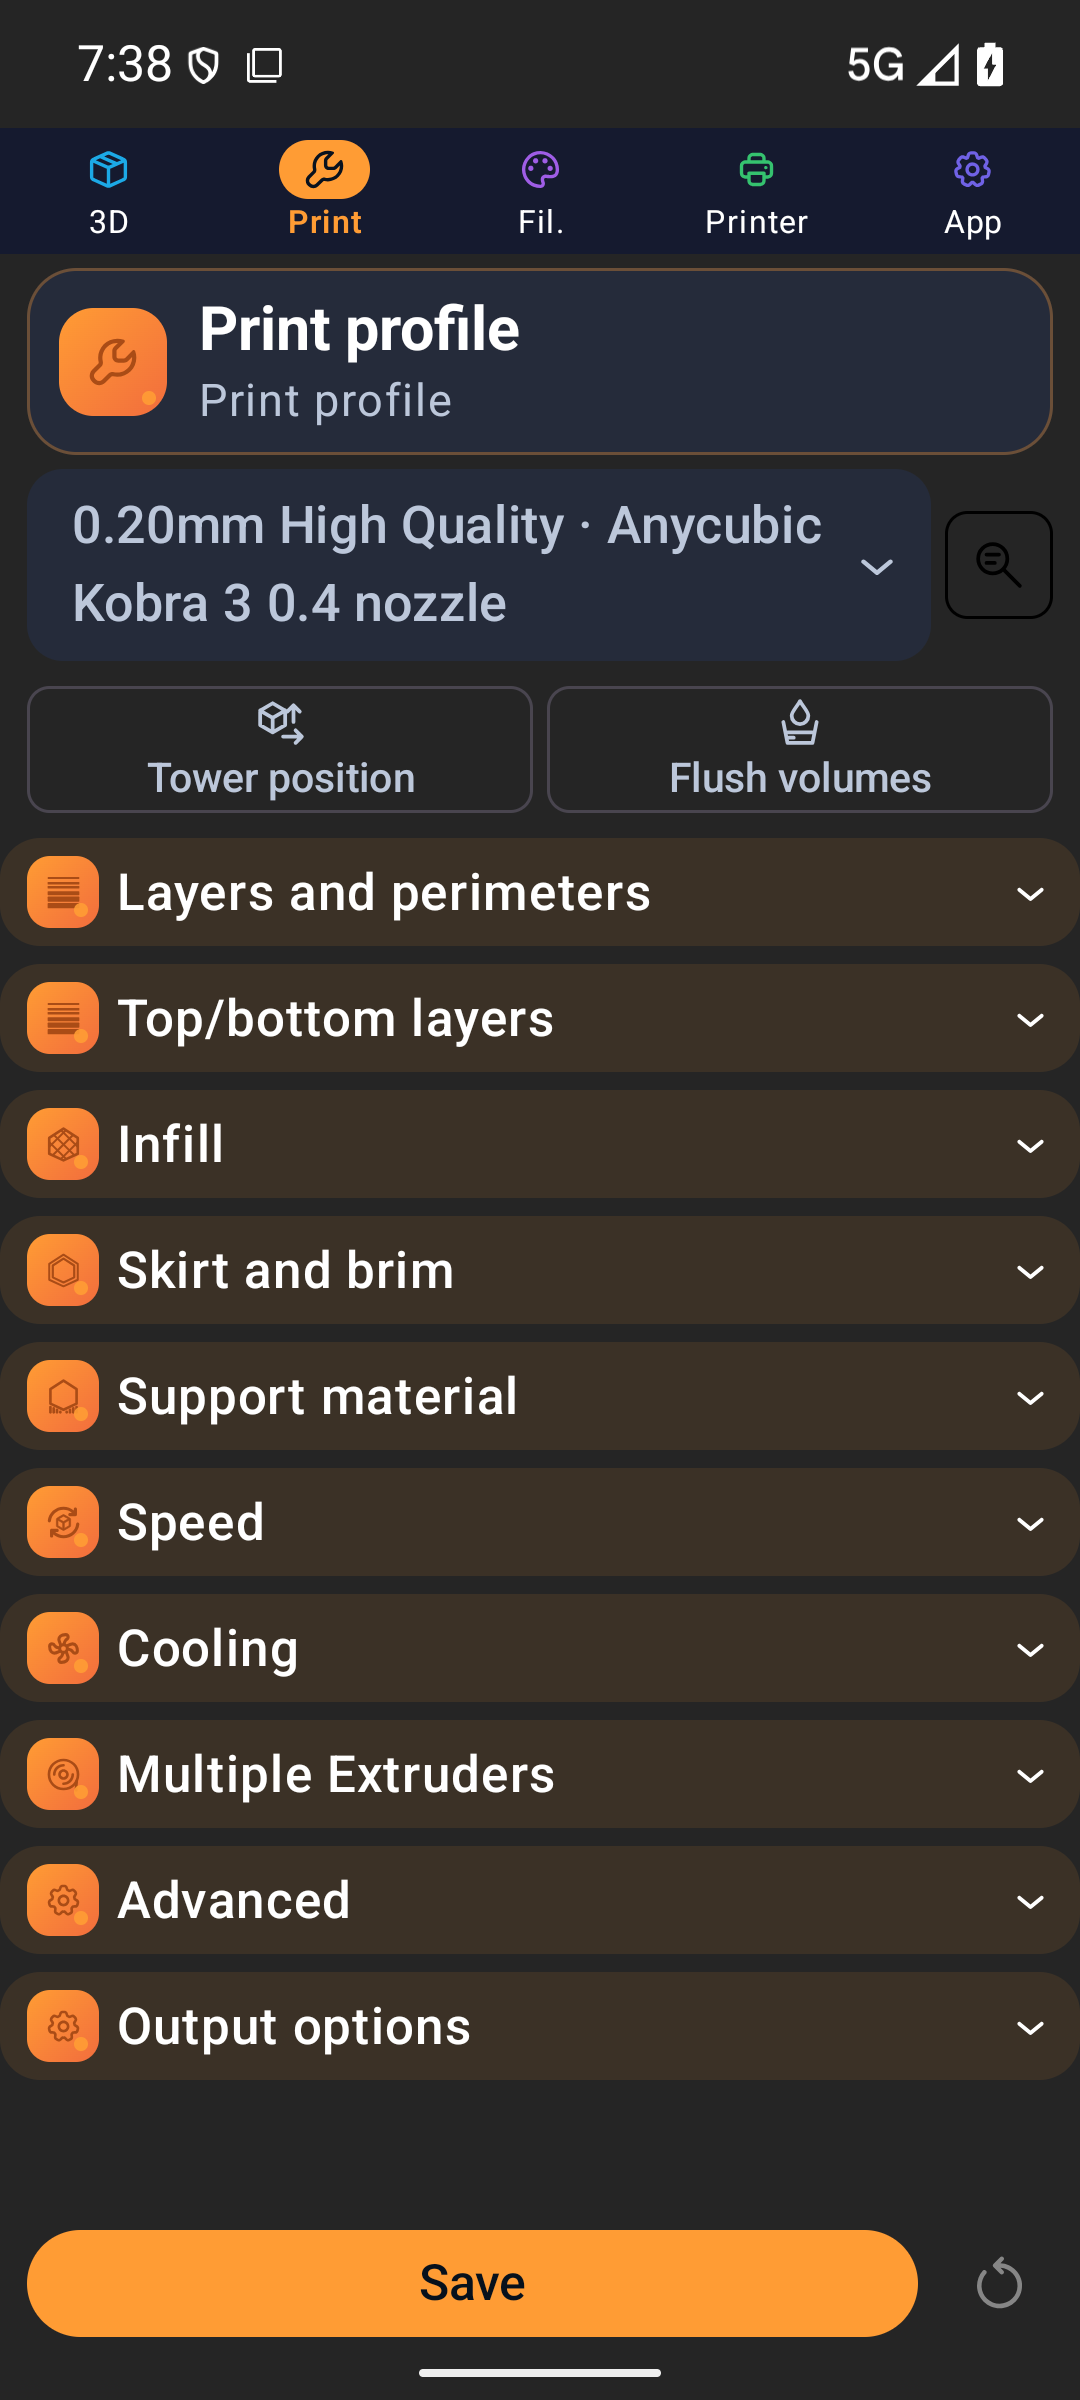 7:38
5G
3D
Print
Fil.
Printer
App
Print profile
Print profile
0.20mm High Quality · Anycubic
Kobra 3 0.4 nozzle
Tower position
Flush volumes
Layers and perimeters
Top/bottom layers
Infill
Skirt and brim
Support material
Speed
Cooling
Multiple Extruders
Advanced
Output options
Save